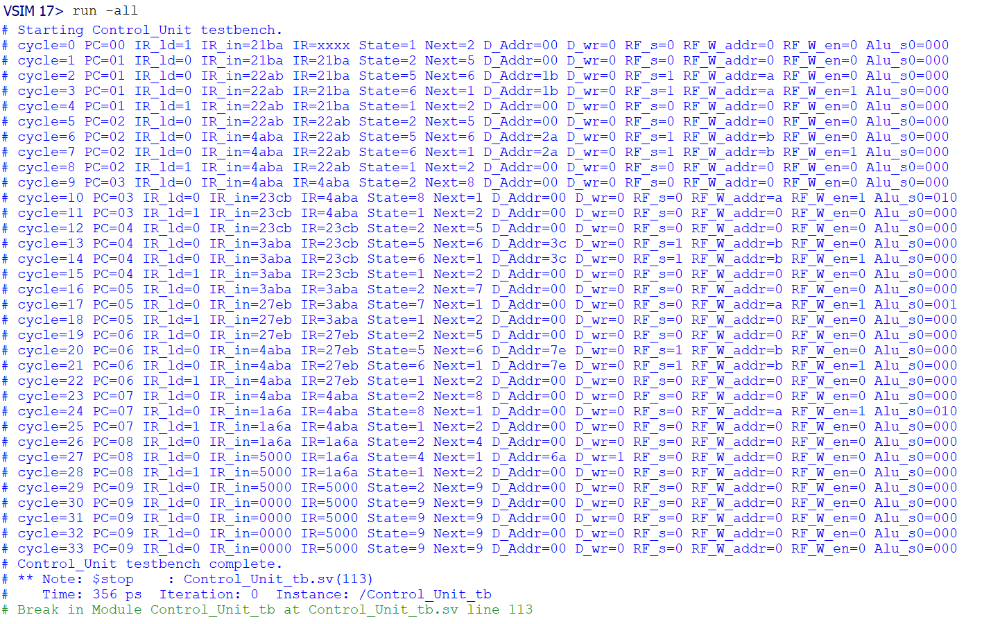 VSIM 17> run -all
# Starting Control_Unit testbench.
# cycle=0 PC=00 IR_ld=1 IR_in=21ba IR=xxxx State=1 Next=2 D_Addr=00 D_wr=0 RF_s=0 RF_W_addr=0 RF_W_en=0 Alu_s0=000
# cycle=1 PC=01 IR_ld=0 IR_in=21ba IR=21ba State=2 Next=5 D_Addr=00 D_wr=0 RF_s=0 RF_W_addr=0 RF_W_en=0 Alu_s0=000
# cycle=2 PC=01 IR_ld=0 IR_in=22ab IR=21ba State=5 Next=6 D_Addr=1b D_wr=0 RF_s=1 RF_W_addr=a RF_W_en=0 Alu_s0=000
# cycle=3 PC=01 IR_ld=0 IR_in=22ab IR=21ba State=6 Next=1 D_Addr=1b D_wr=0 RF_s=1 RF_W_addr=a RF_W_en=1 Alu_s0=000
# cycle=4 PC=01 IR_ld=1 IR_in=22ab IR=21ba State=1 Next=2 D_Addr=00 D_wr=0 RF_s=0 RF_W_addr=0 RF_W_en=0 Alu_s0=000
# cycle=5 PC=02 IR_ld=0 IR_in=22ab IR=22ab State=2 Next=5 D_Addr=00 D_wr=0 RF_s=0 RF_W_addr=0 RF_W_en=0 Alu_s0=000
# cycle=6 PC=02 IR_ld=0 IR_in=4aba IR=22ab State=5 Next=6 D_Addr=2a D_wr=0 RF_s=1 RF_W_addr=b RF_W_en=0 Alu_s0=000
# cycle=7 PC=02 IR_ld=0 IR_in=4aba IR=22ab State=6 Next=1 D_Addr=2a D_wr=0 RF_s=1 RF_W_addr=b RF_W_en=1 Alu_s0=000
# cycle=8 PC=02 IR_ld=1 IR_in=4aba IR=22ab State=1 Next=2 D_Addr=00 D_wr=0 RF_s=0 RF_W_addr=0 RF_W_en=0 Alu_s0=000
# cycle=9 PC=03 IR_ld=0 IR_in=4aba IR=4aba State=2 Next=8 D_Addr=00 D_wr=0 RF_s=0 RF_W_addr=0 RF_W_en=0 Alu_s0=000
# cycle=10 PC=03 IR_ld=0 IR_in=23cb IR=4aba State=8 Next=1 D_Addr=00 D_wr=0 RF_s=0 RF_W_addr=a RF_W_en=1 Alu_s0=010
# cycle=11 PC=03 IR_ld=1 IR_in=23cb IR=4aba State=1 Next=2 D_Addr=00 D_wr=0 RF_s=0 RF_W_addr=0 RF_W_en=0 Alu_s0=000
# cycle=12 PC=04 IR_ld=0 IR_in=23cb IR=23cb State=2 Next=5 D_Addr=00 D_wr=0 RF_s=0 RF_W_addr=0 RF_W_en=0 Alu_s0=000
# cycle=13 PC=04 IR_ld=0 IR_in=3aba IR=23cb State=5 Next=6 D_Addr=3c D_wr=0 RF_s=1 RF_W_addr=b RF_W_en=0 Alu_s0=000
# cycle=14 PC=04 IR_ld=0 IR_in=3aba IR=23cb State=6 Next=1 D_Addr=3c D_wr=0 RF_s=1 RF_W_addr=b RF_W_en=1 Alu_s0=000
# cycle=15 PC=04 IR_ld=1 IR_in=3aba IR=23cb State=1 Next=2 D_Addr=00 D_wr=0 RF_s=0 RF_W_addr=0 RF_W_en=0 Alu_s0=000
# cycle=16 PC=05 IR_ld=0 IR_in=3aba IR=3aba State=2 Next=7 D_Addr=00 D_wr=0 RF_s=0 RF_W_addr=0 RF_W_en=0 Alu_s0=000
# cycle=17 PC=05 IR_ld=0 IR_in=27eb IR=3aba State=7 Next=1 D_Addr=00 D_wr=0 RF_s=0 RF_W_addr=a RF_W_en=1 Alu_s0=001
# cycle=18 PC=05 IR_ld=1 IR_in=27eb IR=3aba State=1 Next=2 D_Addr=00 D_wr=0 RF_s=0 RF_W_addr=0 RF_W_en=0 Alu_s0=000
# cycle=19 PC=06 IR_ld=0 IR_in=27eb IR=27eb State=2 Next=5 D_Addr=00 D_wr=0 RF_s=0 RF_W_addr=0 RF_W_en=0 Alu_s0=000
# cycle=20 PC=06 IR_ld=0 IR_in=4aba IR=27eb State=5 Next=6 D_Addr=7e D_wr=0 RF_s=1 RF_W_addr=b RF_W_en=0 Alu_s0=000
# cycle=21 PC=06 IR_ld=0 IR_in=4aba IR=27eb State=6 Next=1 D_Addr=7e D_wr=0 RF_s=1 RF_W_addr=b RF_W_en=1 Alu_s0=000
# cycle=22 PC=06 IR_ld=1 IR_in=4aba IR=27eb State=1 Next=2 D_Addr=00 D_wr=0 RF_s=0 RF_W_addr=0 RF_W_en=0 Alu_s0=000
# cycle=23 PC=07 IR_ld=0 IR_in=4aba IR=4aba State=2 Next=8 D_Addr=00 D_wr=0 RF_s=0 RF_W_addr=0 RF_W_en=0 Alu_s0=000
# cycle=24 PC=07 IR_ld=0 IR_in=1a6a IR=4aba State=8 Next=1 D_Addr=00 D_wr=0 RF_s=0 RF_W_addr=a RF_W_en=1 Alu_s0=010
# cycle=25 PC=07 IR_ld=1 IR_in=1a6a IR=4aba State=1 Next=2 D_Addr=00 D_wr=0 RF_s=0 RF_W_addr=0 RF_W_en=0 Alu_s0=000
# cycle=26 PC=08 IR_ld=0 IR_in=1a6a IR=1a6a State=2 Next=4 D_Addr=00 D_wr=0 RF_s=0 RF_W_addr=0 RF_W_en=0 Alu_s0=000
# cycle=27 PC=08 IR_ld=0 IR_in=5000 IR=1a6a State=4 Next=1 D_Addr=6a D_wr=1 RF_s=0 RF_W_addr=0 RF_W_en=0 Alu_s0=000
# cycle=28 PC=08 IR_ld=1 IR_in=5000 IR=1a6a State=1 Next=2 D_Addr=00 D_wr=0 RF_s=0 RF_W_addr=0 RF_W_en=0 Alu_s0=000
# cycle=29 PC=09 IR_ld=0 IR_in=5000 IR=5000 State=2 Next=9 D_Addr=00 D_wr=0 RF_s=0 RF_W_addr=0 RF_W_en=0 Alu_s0=000
# cycle=30 PC=09 IR_ld=0 IR_in=0000 IR=5000 State=9 Next=9 D_Addr=00 D_wr=0 RF_s=0 RF_W_addr=0 RF_W_en=0 Alu_s0=000
# cycle=31 PC=09 IR_ld=0 IR_in=0000 IR=5000 State=9 Next=9 D_Addr=00 D_wr=0 RF_s=0 RF_W_addr=0 RF_W_en=0 Alu_s0=000
# cycle=32 PC=09 IR_ld=0 IR_in=0000 IR=5000 State=9 Next=9 D_Addr=00 D_wr=0 RF_s=0 RF_W_addr=0 RF_W_en=0 Alu_s0=000
# cycle=33 PC=09 IR_ld=0 IR_in=0000 IR=5000 State=9 Next=9 D_Addr=00 D_wr=0 RF_s=0 RF_W_addr=0 RF_W_en=0 Alu_s0=000
# Control_Unit testbench complete.
# ** Note: $stop    : Control_Unit_tb.sv(113)
#    Time: 356 ps  Iteration: 0  Instance: /Control_Unit_tb
# Break in Module Control_Unit_tb at Control_Unit_tb.sv line 113